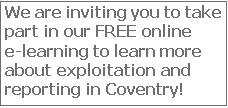 We are inviting you to take
part in our FREE online
e-learning to learn more
about exploitation and
reporting in Coventry!